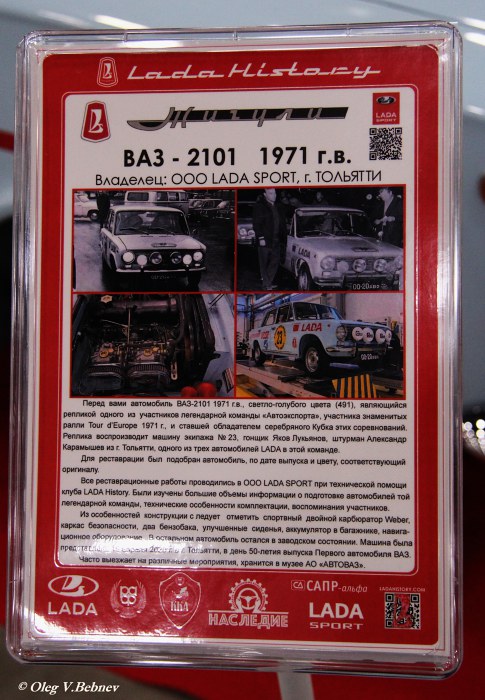 Lada History
Жигули
LADA
SPORT
ВАЗ - 2101 1971 г.в.
Владелец: ООО LADA SPORT, г. ТОЛЬЯТТИ
LADA
23 LADA
Перед вами автомобиль ВАЗ-2101 1971 г.в., светло-голубого цвета (491), являющийся
репликой одного из участников легендарной команды «Автоэкспорта», участника знаменитых
ралли Tour d'Europe 1971 г., и ставшей обладателем серебряного Кубка этих соревнований.
Реплика воспроизводит машину экипажа № 23, гонщик Яков Лукьянов, штурман Александр
Карамышев из г. Тольятти, одного из трех автомобилей LADA в этой команде.
Для реставрации был подобран автомобиль, по дате выпуска и цвету, соответствующий
оригиналу.
Все реставрационные работы проводились в ООО LADA SPORT при технической помощи
клуба LADA History. Были изучены большие объемы информации о подготовке автомобилей той
легендарной команды, технические особенности комплектации, воспоминания участников.
Из особенностей конструкции следует отметить спортивный двойной карбюратор Weber,
каркас безопасности, два бензобака, улучшенные сиденья, аккумулятор в багажнике, навига-
ционное оборудование. В остальном автомобиль остался в заводском состоянии. Машина была
в г. Тольятти, в день 50-летия выпуска Первого автомобиля ВАЗ.
Часто выезжает на различные мероприятия, хранится в музее АО «АВТОВАЗ».
LADA
ККА
НАСЛЕДИЕ
СД САПР-альфа
LADA
SPORT
LADAHISTORY.COM
© Oleg V.Bebnev